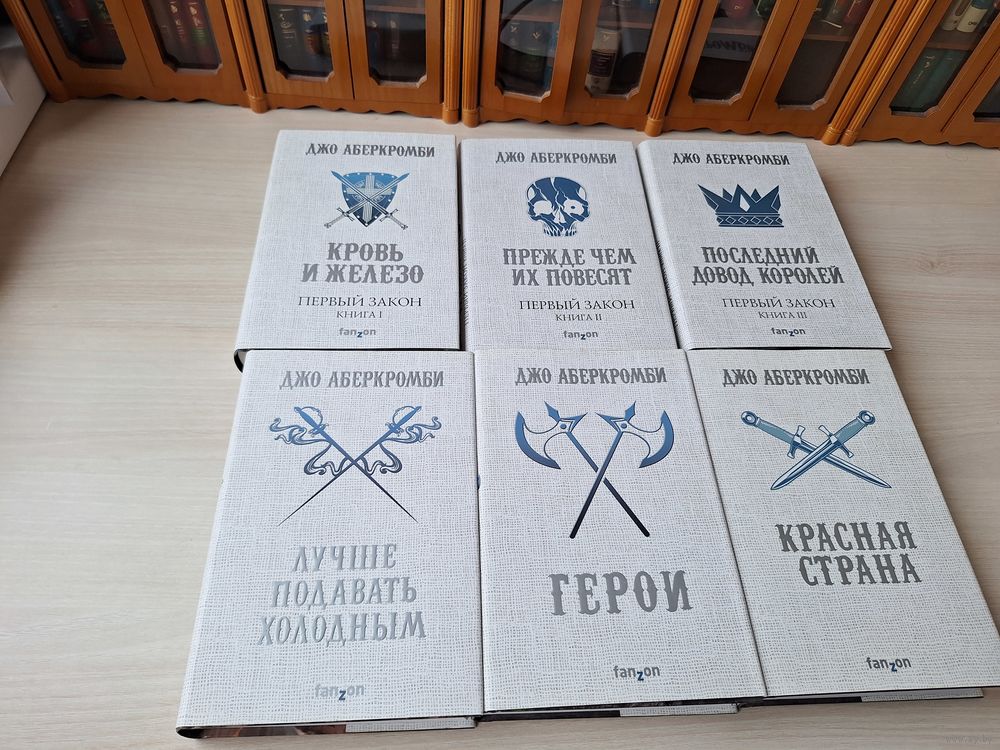 ДЖО АБЕРКРОМБИ
КРОВЬ
И ЖЕЛЕЗО
ПЕРВЫЙ ЗАКОН
КНИГА I
fanzon
ДЖО АБЕРКРОМБИ
ПРЕЖДЕ ЧЕМ
ИХ ПОВЕСЯТ
ПЕРВЫЙ ЗАКОН
КНИГА II
fanzon
ДЖО АБЕРКРОМБИ
ПОСЛЕДНИЙ
ДОВОД КОРОЛЕЙ
ПЕРВЫЙ ЗАКОН
КНИГА III
fanzon
ДЖО АБЕРКРОМБИ
ЛУЧШЕ
ПОДАВАТЬ
ХОЛОДНЫМ
fanzon
ДЖО АБЕРКРОМБИ
ГЕРОИ
fanzon
ДЖО АБЕРКРОМБИ
КРАСНАЯ
СТРАНА
fanzon